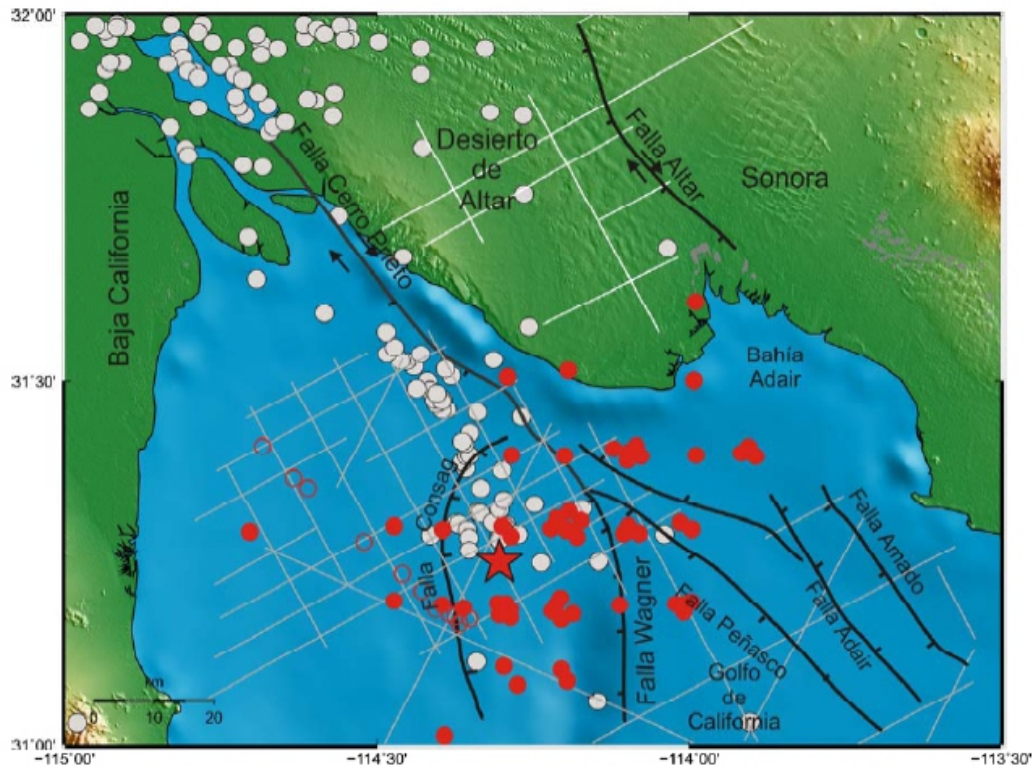 32°00'
31°30'
31°00'
−115°00'
−114°30'
−114°00'
−113°30'
Baja California
Falla Cerro Prieto
Desierto
de
Altar
Falla Altar
Sonora
Bahía
Adair
Falla Consag
Falla Wagner
Falla Peñasco
Falla Adair
Falla Amado
Golfo
de
California
km
0 10 20